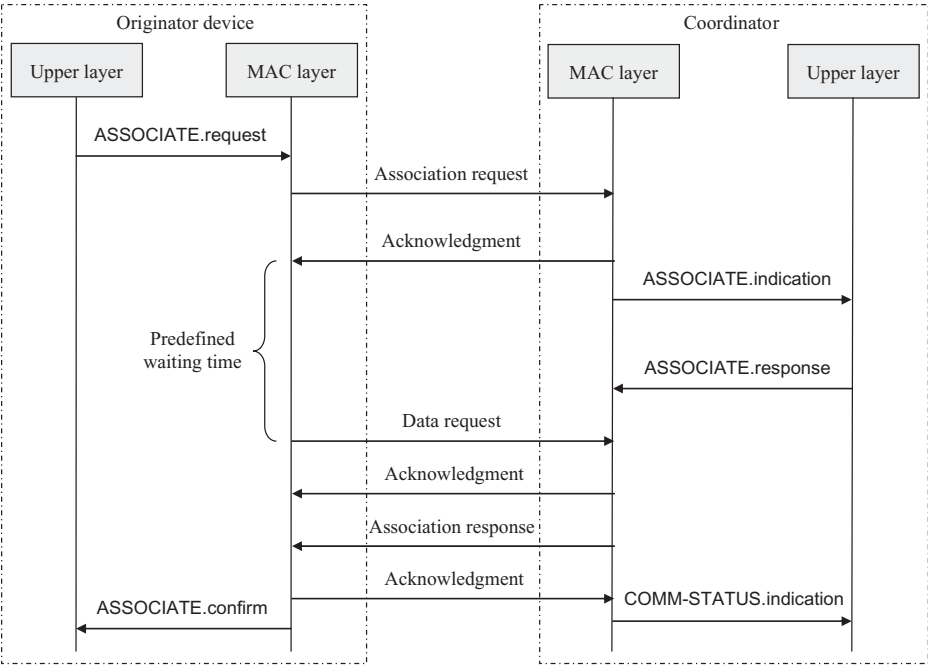 Originator device
Coordinator
Upper layer
MAC layer
MAC layer
Upper layer
ASSOCIATE.request
Association request
Acknowledgment
ASSOCIATE.indication
Predefined
waiting time
ASSOCIATE.response
Data request
Acknowledgment
Association response
Acknowledgment
COMM-STATUS.indication
ASSOCIATE.confirm